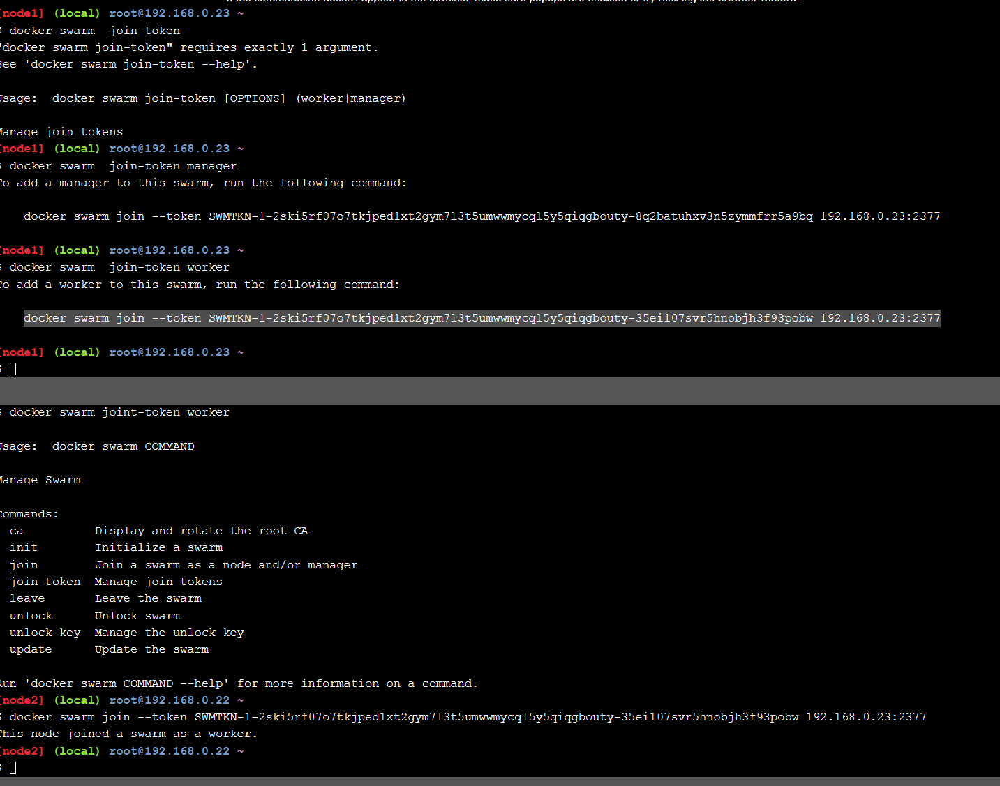 If the commandline doesn't appear in the terminal, make sure popups are enabled or try resizing the browser window.
[node1] (local) root@192.168.0.23 ~
$ docker swarm  join-token
"docker swarm join-token" requires exactly 1 argument.
See 'docker swarm join-token --help'.
Usage:  docker swarm join-token [OPTIONS] (worker|manager)
Manage join tokens
[node1] (local) root@192.168.0.23 ~
$ docker swarm  join-token manager
To add a manager to this swarm, run the following command:
docker swarm join --token SWMTKN-1-2ski5rf07o7tkjped1xt2gym7l3t5umwwmycql5y5qiqgbouty-8q2batuhxv3n5zymmfrr5a9bq 192.168.0.23:2377
[node1] (local) root@192.168.0.23 ~
$ docker swarm  join-token worker
To add a worker to this swarm, run the following command:
docker swarm join --token SWMTKN-1-2ski5rf07o7tkjped1xt2gym7l3t5umwwmycql5y5qiqgbouty-35ei107svr5hnobjh3f93pobw 192.168.0.23:2377
[node1] (local) root@192.168.0.23 ~
$
$ docker swarm joint-token worker
Usage:  docker swarm COMMAND
Manage Swarm
Commands:
ca          Display and rotate the root CA
init        Initialize a swarm
join        Join a swarm as a node and/or manager
join-token  Manage join tokens
leave       Leave the swarm
unlock      Unlock swarm
unlock-key  Manage the unlock key
update      Update the swarm
Run 'docker swarm COMMAND --help' for more information on a command.
[node2] (local) root@192.168.0.22 ~
$ docker swarm join --token SWMTKN-1-2ski5rf07o7tkjped1xt2gym7l3t5umwwmycql5y5qiqgbouty-35ei107svr5hnobjh3f93pobw 192.168.0.23:2377
This node joined a swarm as a worker.
[node2] (local) root@192.168.0.22 ~
$